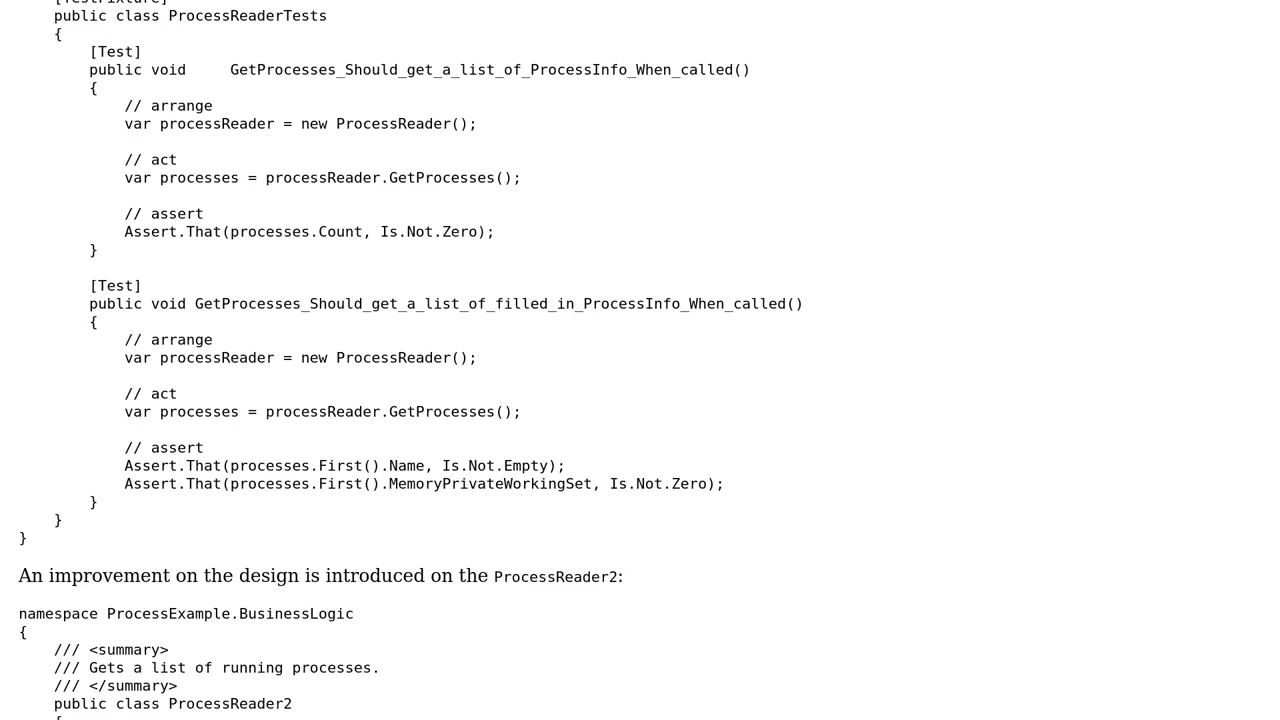 [TestFixture]
public class ProcessReaderTests
{
[Test]
public void     GetProcesses_Should_get_a_list_of_ProcessInfo_When_called()
{
// arrange
var processReader = new ProcessReader();
// act
var processes = processReader.GetProcesses();
// assert
Assert.That(processes.Count, Is.Not.Zero);
}
[Test]
public void GetProcesses_Should_get_a_list_of_filled_in_ProcessInfo_When_called()
{
// arrange
var processReader = new ProcessReader();
// act
var processes = processReader.GetProcesses();
// assert
Assert.That(processes.First().Name, Is.Not.Empty);
Assert.That(processes.First().MemoryPrivateWorkingSet, Is.Not.Zero);
}
}
}
An improvement on the design is introduced on the ProcessReader2:
namespace ProcessExample.BusinessLogic
{
/// <summary>
/// Gets a list of running processes.
/// </summary>
public class ProcessReader2
{